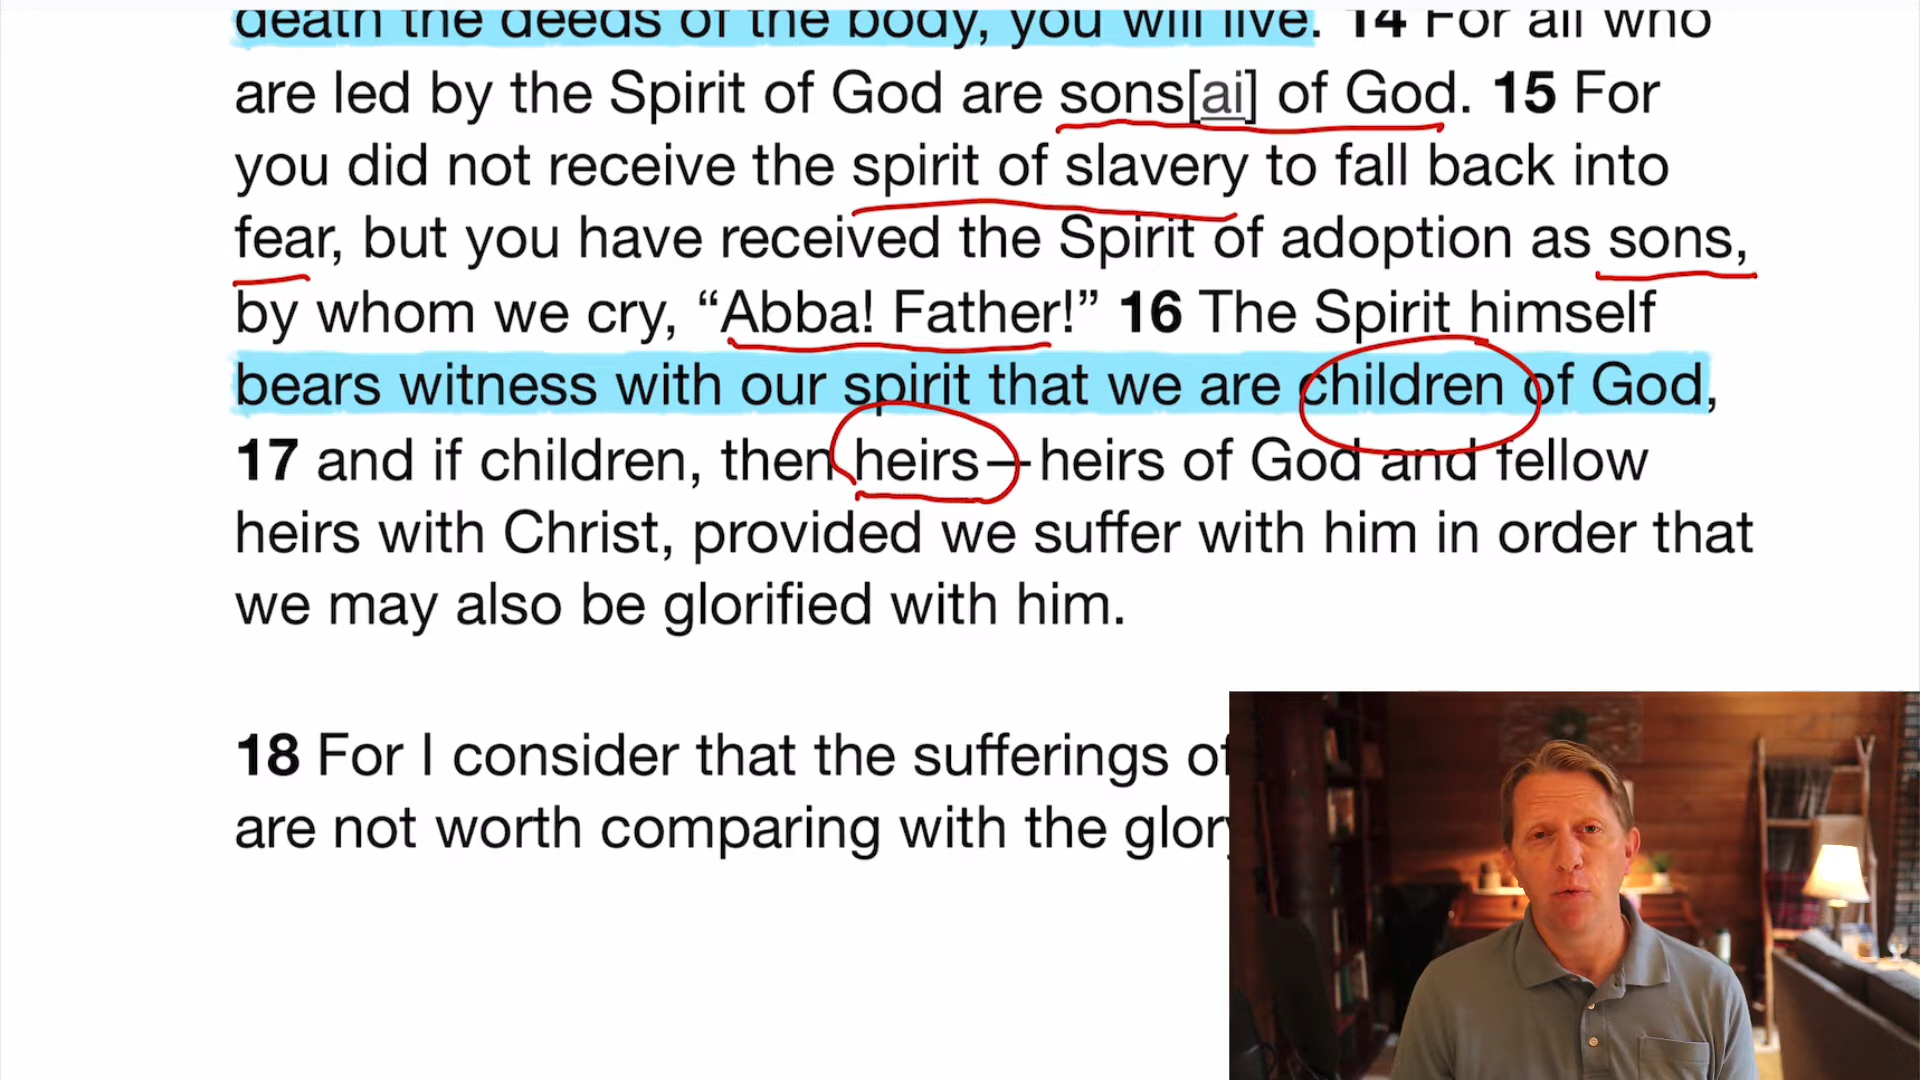 death the deeds of the body, you will live. 14 For all who
are led by the Spirit of God are sons[ai] of God. 15 For
you did not receive the spirit of slavery to fall back into
fear, but you have received the Spirit of adoption as sons,
by whom we cry, “Abba! Father!” 16 The Spirit himself
bears witness with our spirit that we are children of God,
17 and if children, then heirs—heirs of God and fellow
heirs with Christ, provided we suffer with him in order that
we may also be glorified with him.
18 For I consider that the sufferings of
are not worth comparing with the glory